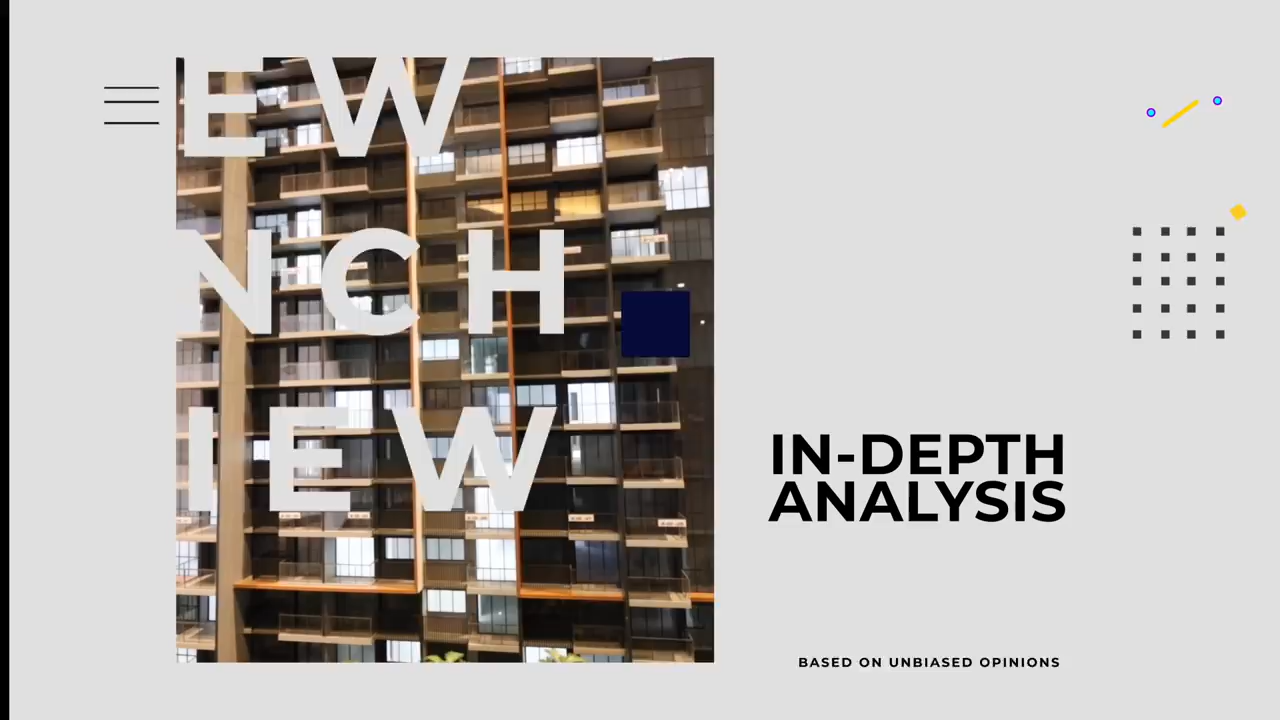 EW
NCH
IEW
IN-DEPTH
ANALYSIS
BASED ON UNBIASED OPINIONS